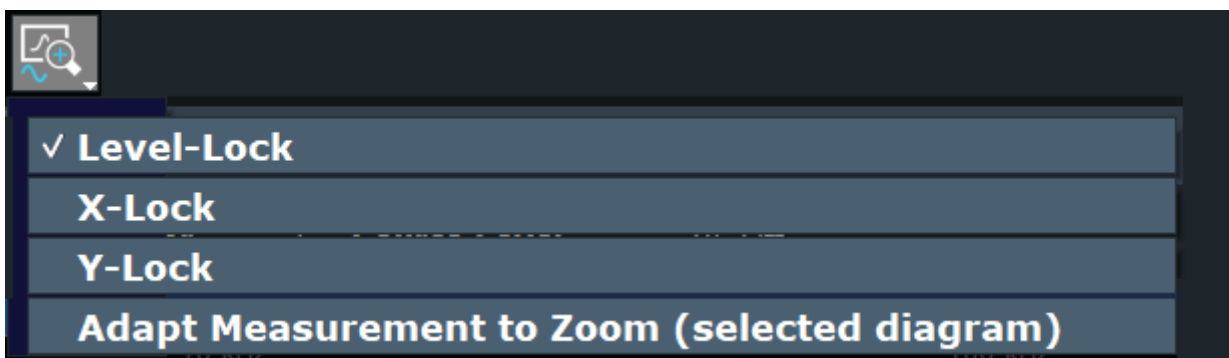 Level-Lock
X-Lock
Y-Lock
Adapt Measurement to Zoom (selected diagram)